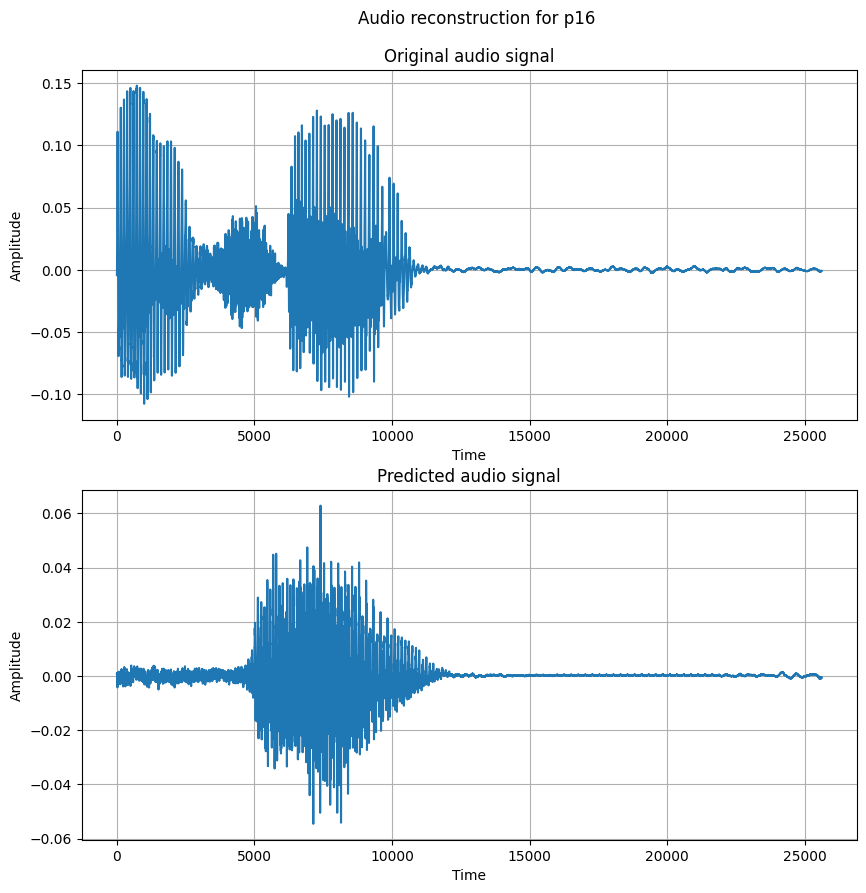 Audio reconstruction for p16
Original audio signal
0.15
0.10
0.05
0.00
−0.05
−0.10
Amplitude
0 5000 10000 15000 20000 25000
Time
Predicted audio signal
0.06
0.04
0.02
0.00
−0.02
−0.04
−0.06
Amplitude
0 5000 10000 15000 20000 25000
Time